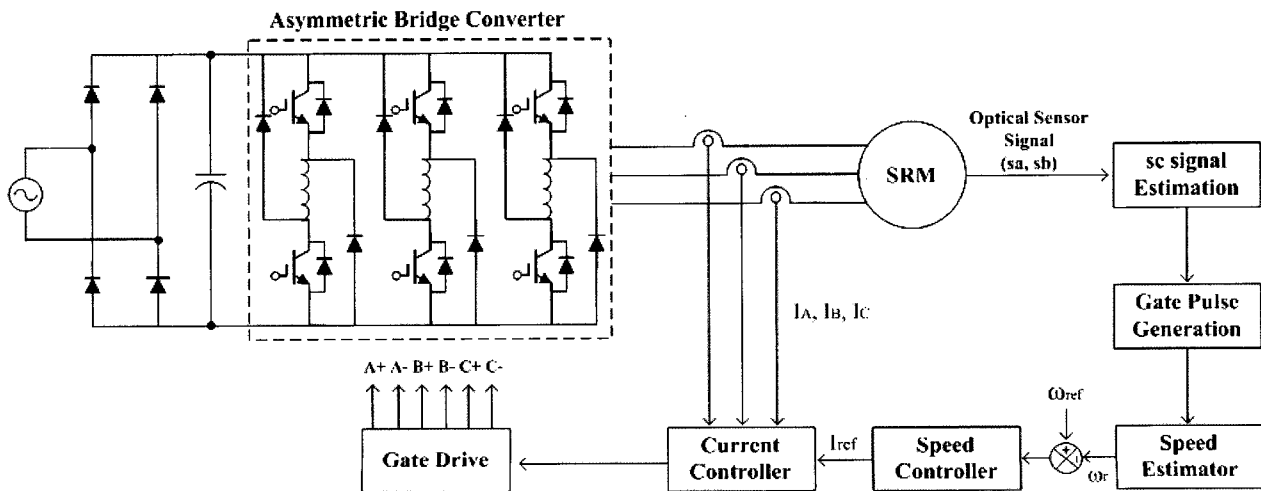 Asymmetric Bridge Converter
Optical Sensor
Signal
(sa, sb)
SRM
sc signal
Estimation
Gate Pulse
Generation
IA, IB, IC
A+ A- B+ B- C+ C-
ωref
Gate Drive
Current
Controller
Iref
Speed
Controller
+
-
ωr
Speed
Estimator